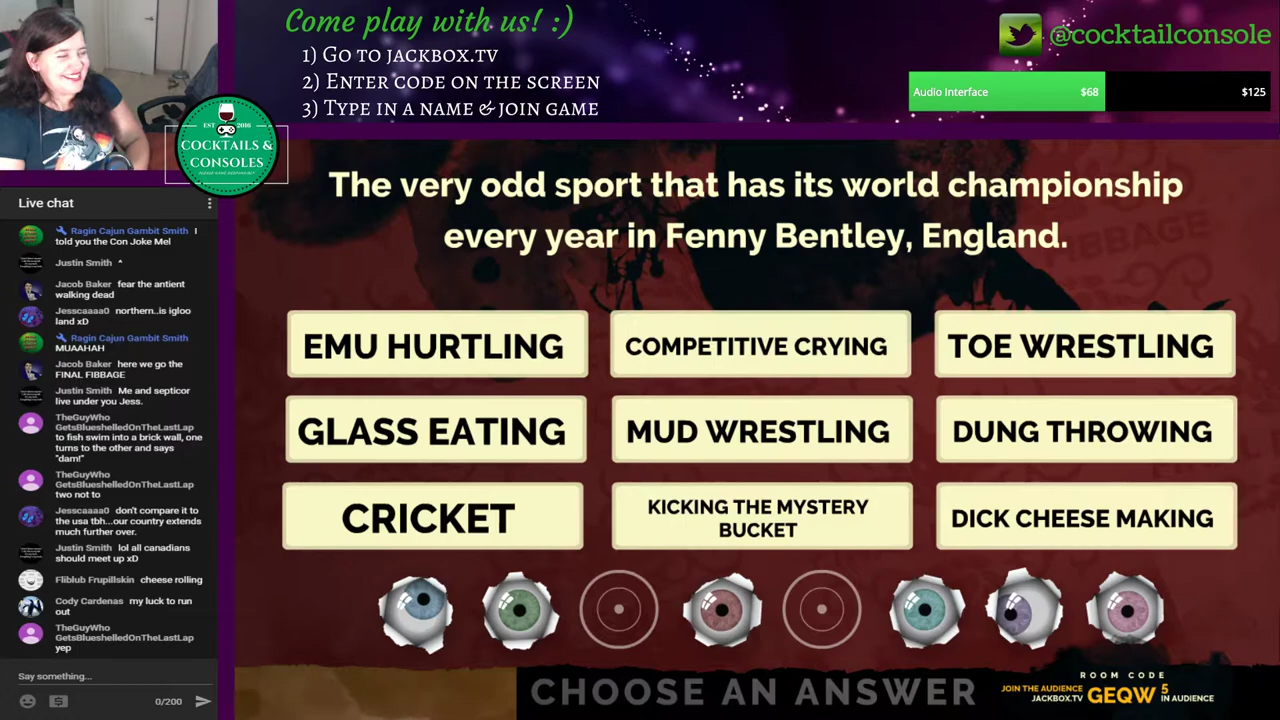 Come play with us! :)
1) Go to jackbox.tv
2) Enter code on the screen
3) Type in a name & join game
@cocktailconsole
Audio Interface $68 $125
EST 2016
COCKTAILS &
CONSOLES
Live chat
Ragin Cajun Gambit Smith I
told you the Con Joke Mel
Justin Smith ^
Jacob Baker fear the antient
walking dead
Jesscaaaa0 northern..is igloo
land xD
Ragin Cajun Gambit Smith
MUAAHAH
Jacob Baker here we go the
FINAL FIBBAGE
Justin Smith Me and septicor
live under you Jess.
TheGuyWho
GetsBlueshelledOnTheLastLap
to fish swim into a brick wall, one
turns to the other and says
"dam!"
TheGuyWho
GetsBlueshelledOnTheLastLap
two not to
Jesscaaaa0 don't compare it to
the usa tbh...our country extends
much further over.
Justin Smith lol all canadians
should meet up xD
Fliblub Frupillskin cheese rolling
Cody Cardenas my luck to run
out
TheGuyWho
GetsBlueshelledOnTheLastLap
yep
Say something...
0/200
The very odd sport that has its world championship
every year in Fenny Bentley, England.
EMU HURTLING
COMPETITIVE CRYING
TOE WRESTLING
GLASS EATING
MUD WRESTLING
DUNG THROWING
CRICKET
KICKING THE MYSTERY
BUCKET
DICK CHEESE MAKING
CHOOSE AN ANSWER
ROOM CODE
JOIN THE AUDIENCE
JACKBOX.TV
GEQW
5
IN AUDIENCE